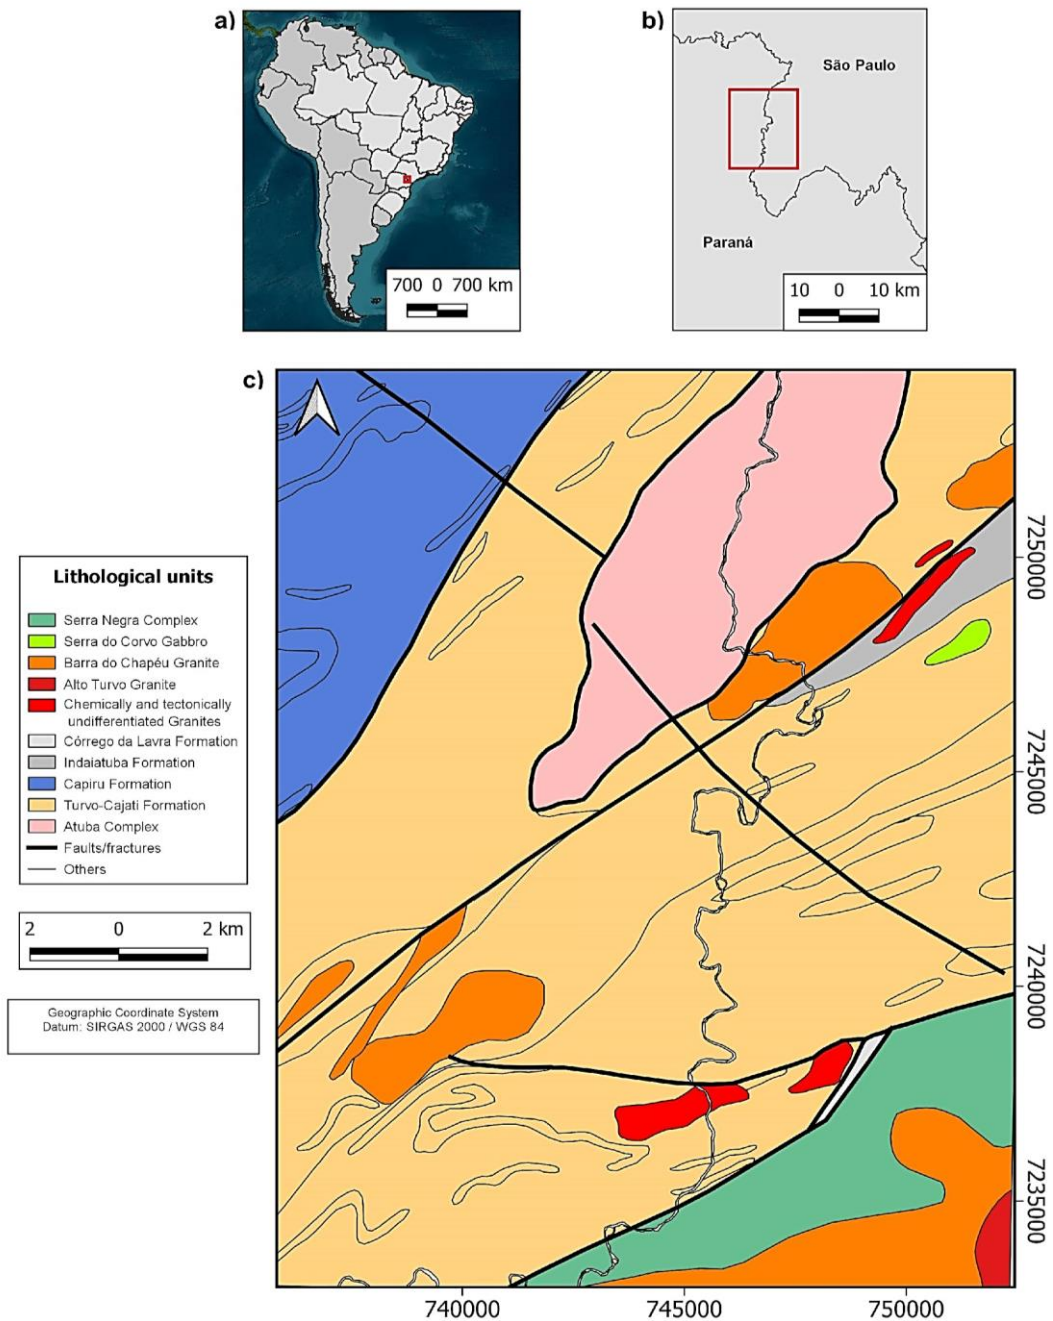 a)
700 0 700 km
b)
São Paulo
Paraná
10 0 10 km
c)
Lithological units
Serra Negra Complex
Serra do Corvo Gabbro
Barra do Chapéu Granite
Alto Turvo Granite
Chemically and tectonically
undifferentiated Granites
Córrego da Lavra Formation
Indaiatuba Formation
Capiru Formation
Turvo-Cajati Formation
Atuba Complex
Faults/fractures
Others
2 0 2 km
Geographic Coordinate System
Datum: SIRGAS 2000 / WGS 84
7250000
7245000
7240000
7235000
740000 745000 750000